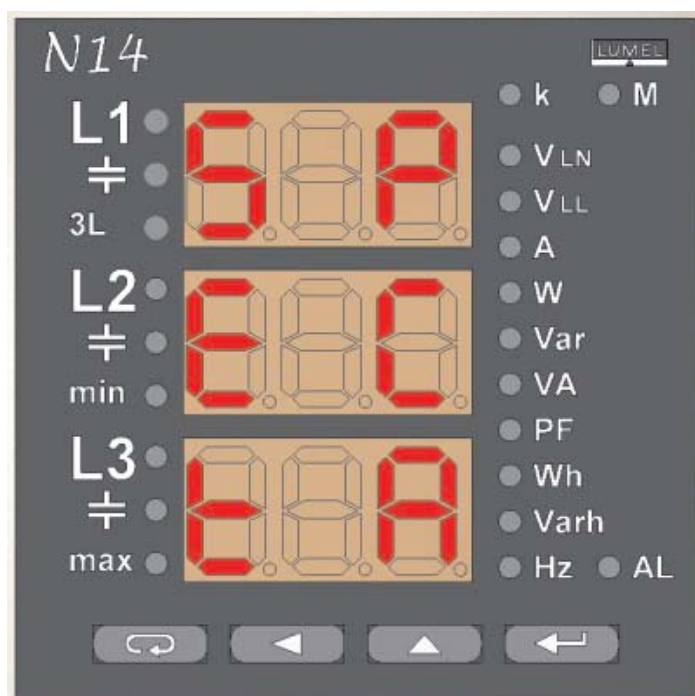 N14
LUMEL
L1
3L
S P
k M
V LN
V LL
A
L2
min
E C
W
Var
VA
L3
max
t A
PF
Wh
Varh
Hz AL